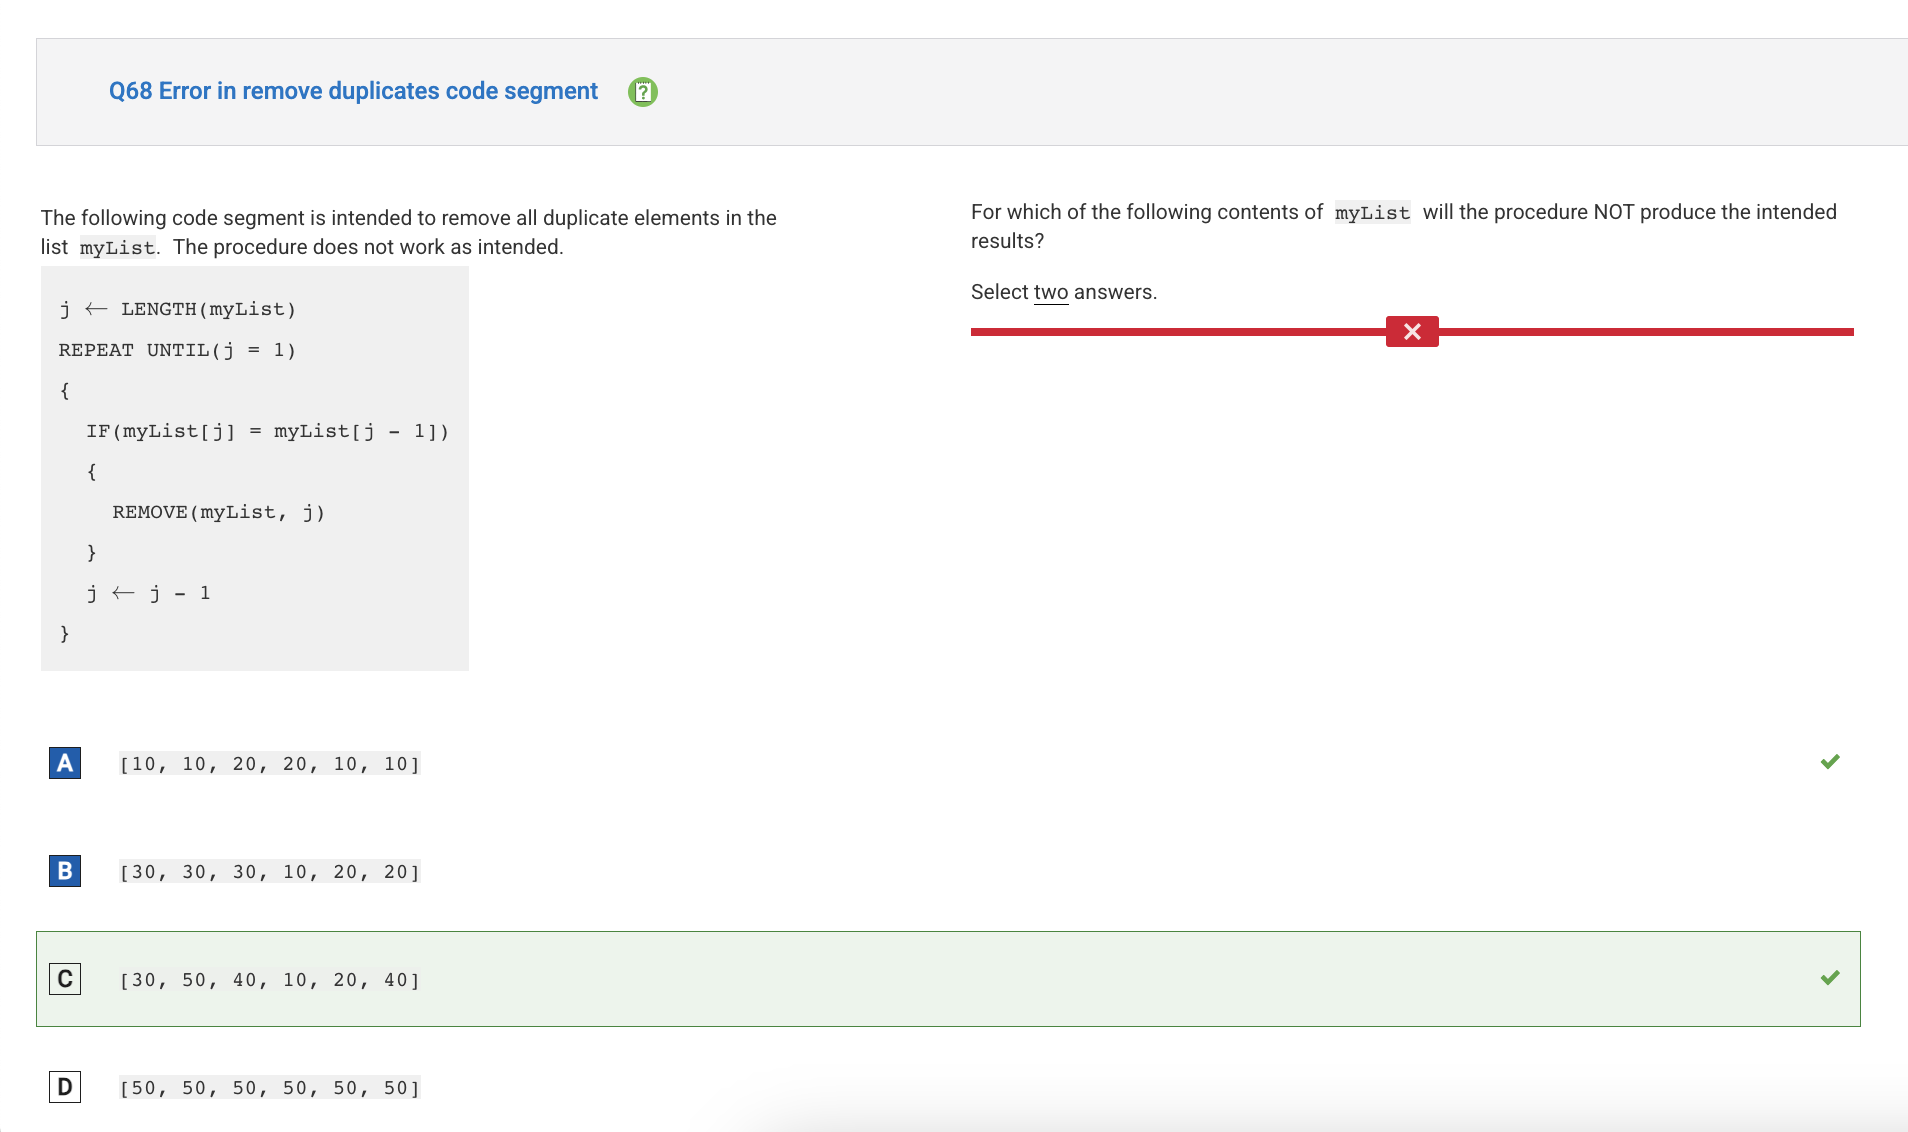 Q68 Error in remove duplicates code segment
The following code segment is intended to remove all duplicate elements in the
list myList. The procedure does not work as intended.
j ← LENGTH(myList)
REPEAT UNTIL(j = 1)
{
IF(myList[j] = myList[j - 1])
{
REMOVE(myList, j)
}
j ← j - 1
}
For which of the following contents of myList will the procedure NOT produce the intended
results?
Select two answers.
A [10, 10, 20, 20, 10, 10]
B [30, 30, 30, 10, 20, 20]
C [30, 50, 40, 10, 20, 40]
D [50, 50, 50, 50, 50, 50]